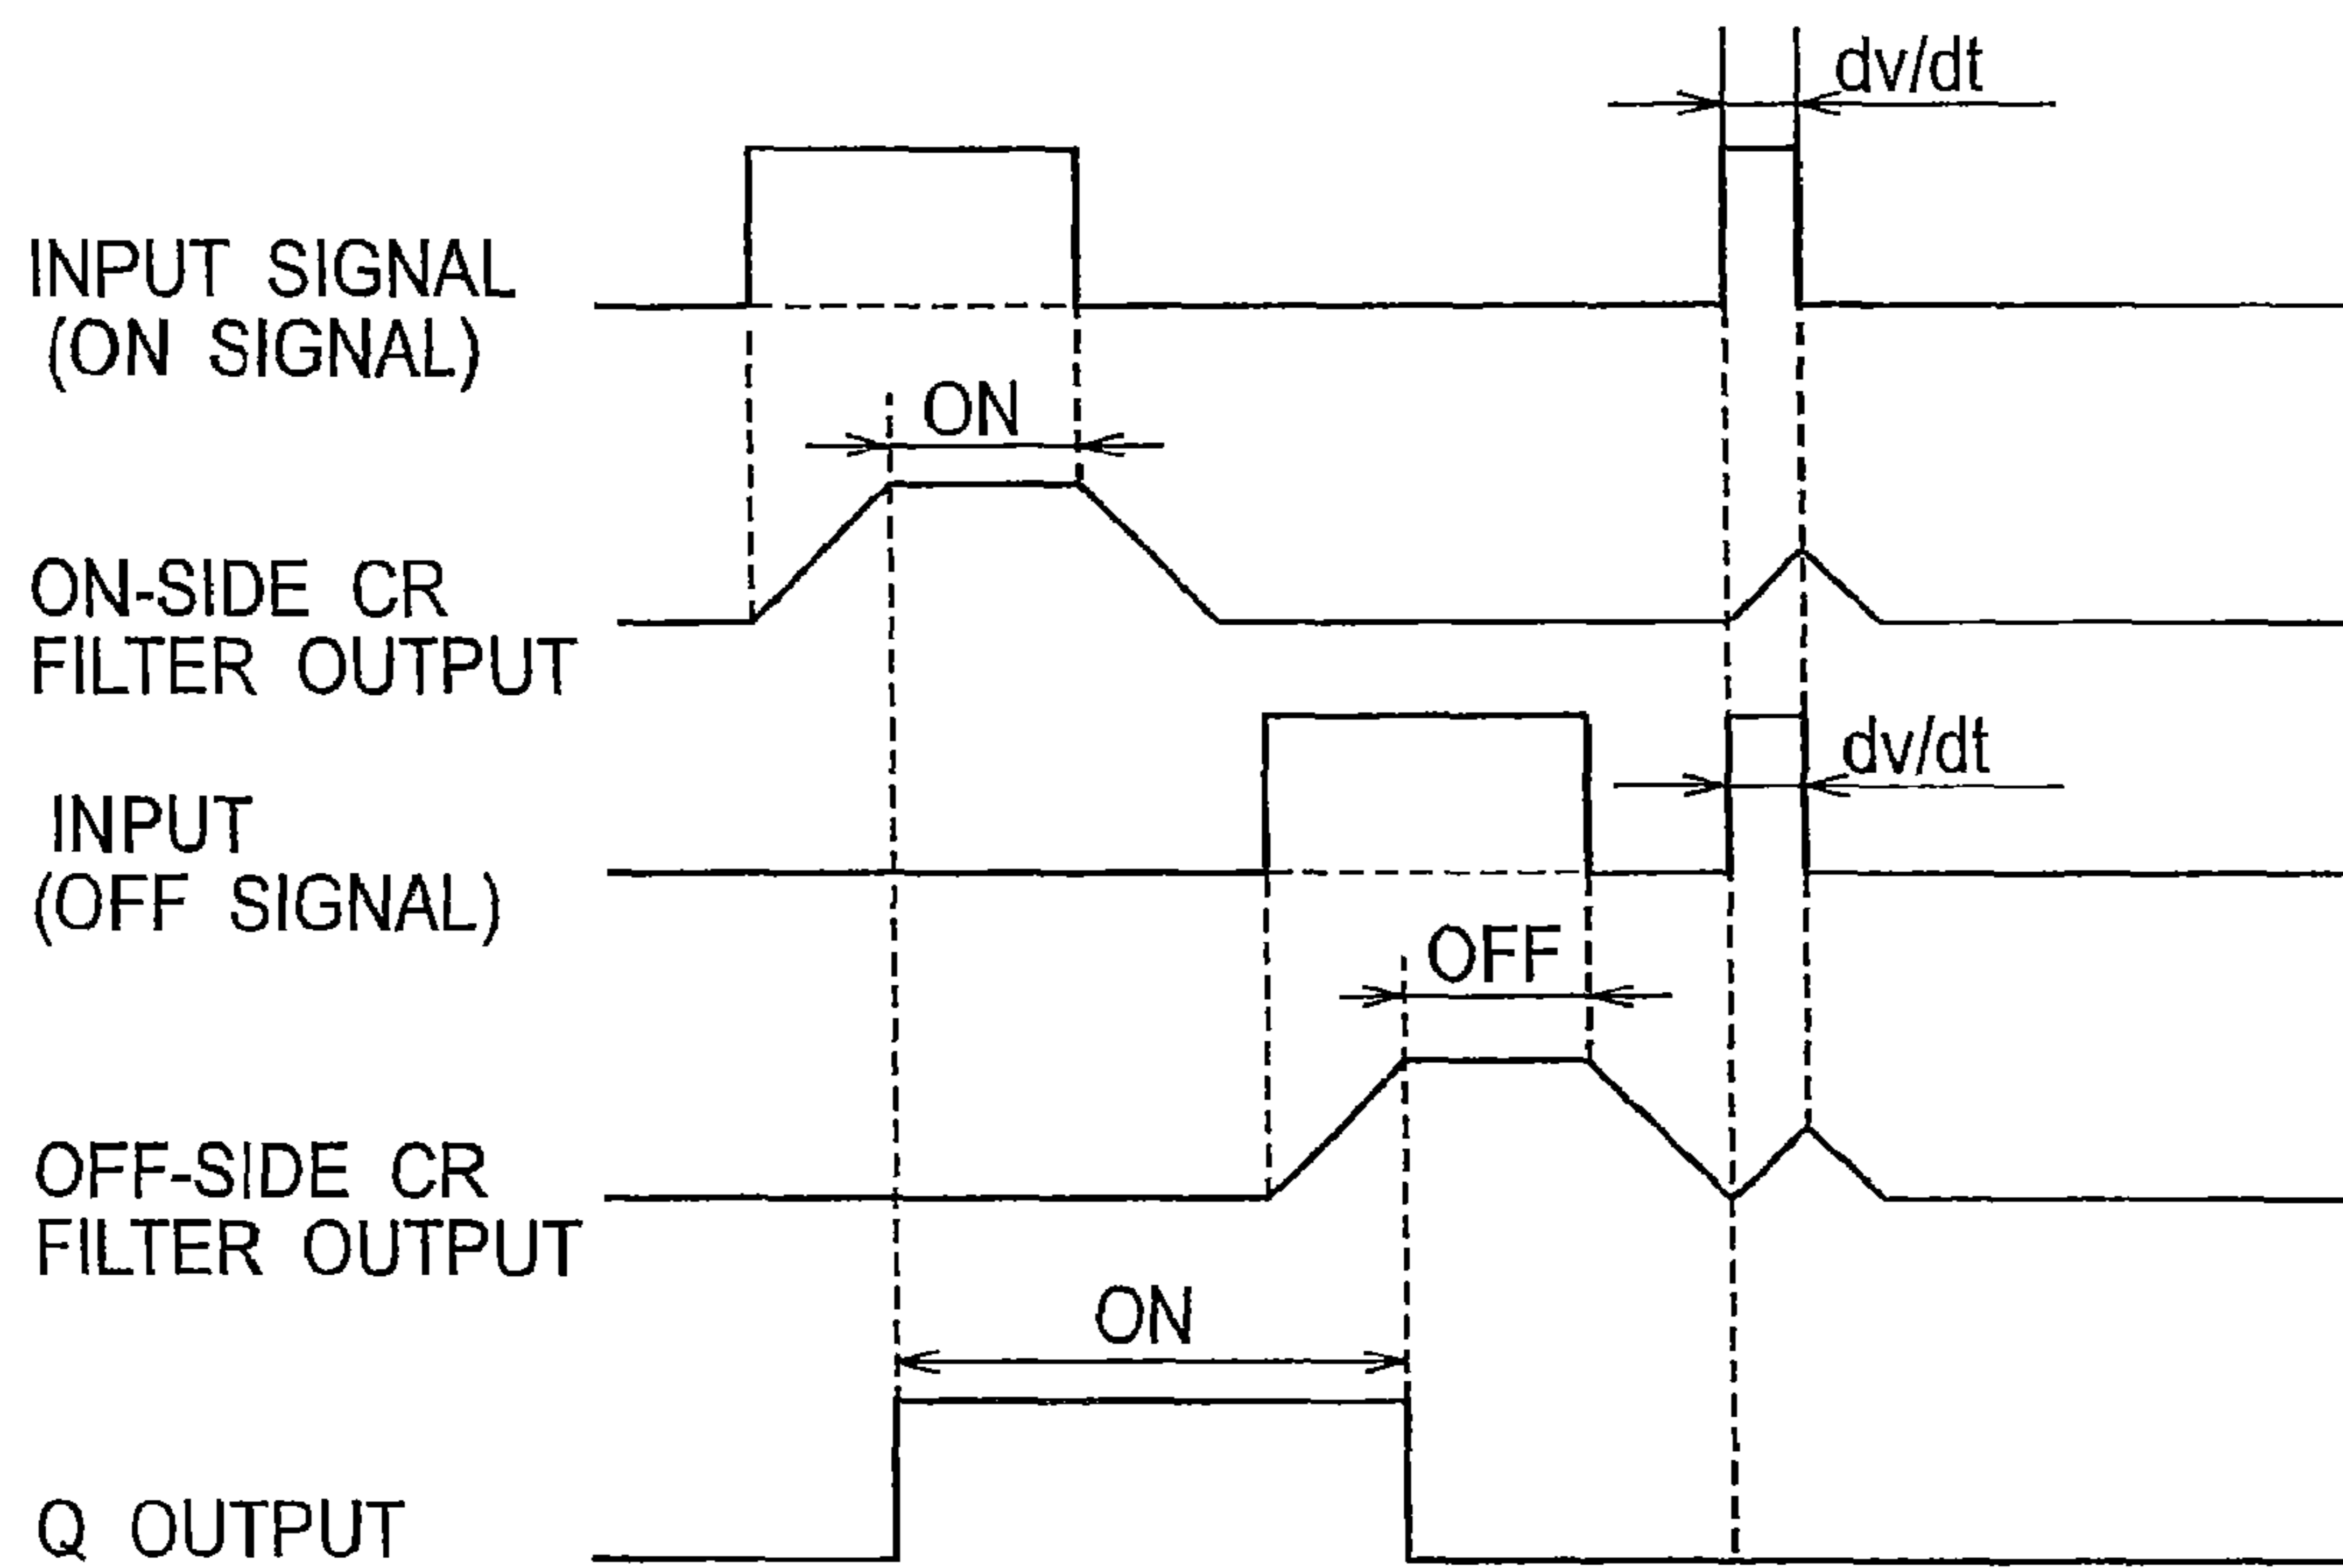 dv/dt
INPUT SIGNAL
(ON SIGNAL)
ON
ON-SIDE CR
FILTER OUTPUT
dv/dt
INPUT
(OFF SIGNAL)
OFF
OFF-SIDE CR
FILTER OUTPUT
ON
Q OUTPUT